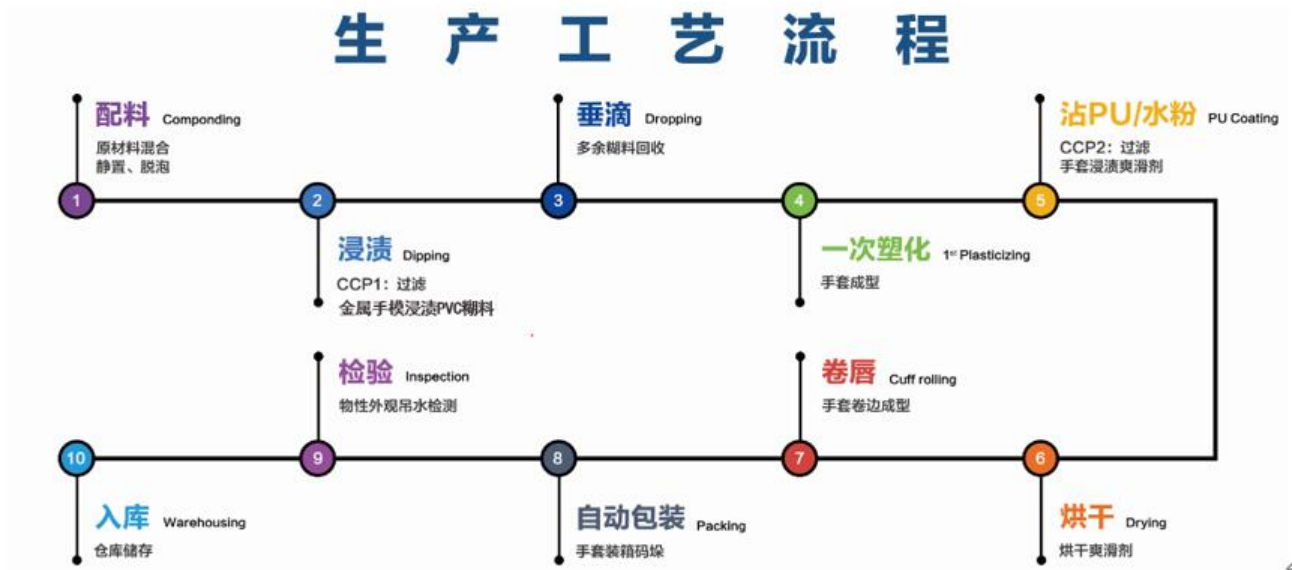 生产工艺流程
配料 Componding
原材料混合
静置、脱泡
1
2
浸渍 Dipping
CCP1：过滤
金属手模浸渍PVC糊料
垂滴 Dropping
多余糊料回收
3
4
一次塑化 1st Plasticizing
手套成型
沾PU/水粉 PU Coating
CCP2：过滤
手套浸渍爽滑剂
5
6
烘干 Drying
烘干爽滑剂
卷唇 Cuff rolling
手套卷边成型
7
8
自动包装 Packing
手套装箱码垛
检验 Inspection
物性外观吊水检测
9
10
入库 Warehousing
仓库储存